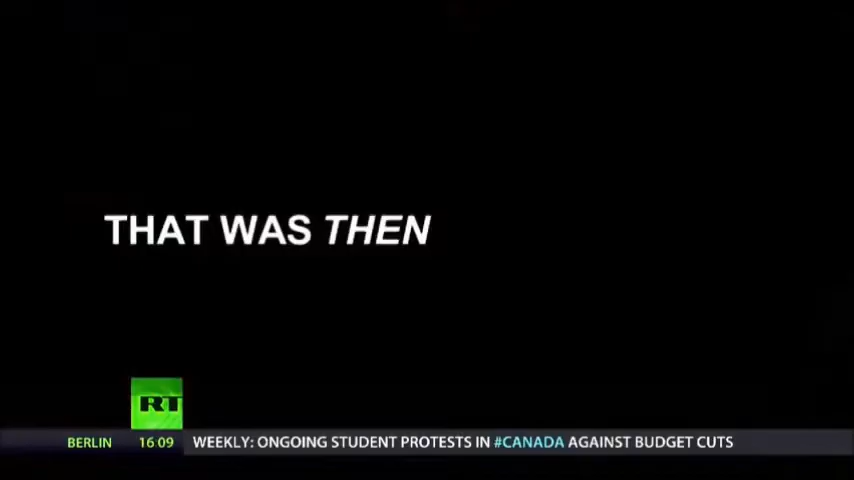 THAT WAS THEN
RT
BERLIN 16:09 WEEKLY: ONGOING STUDENT PROTESTS IN #CANADA AGAINST BUDGET CUTS